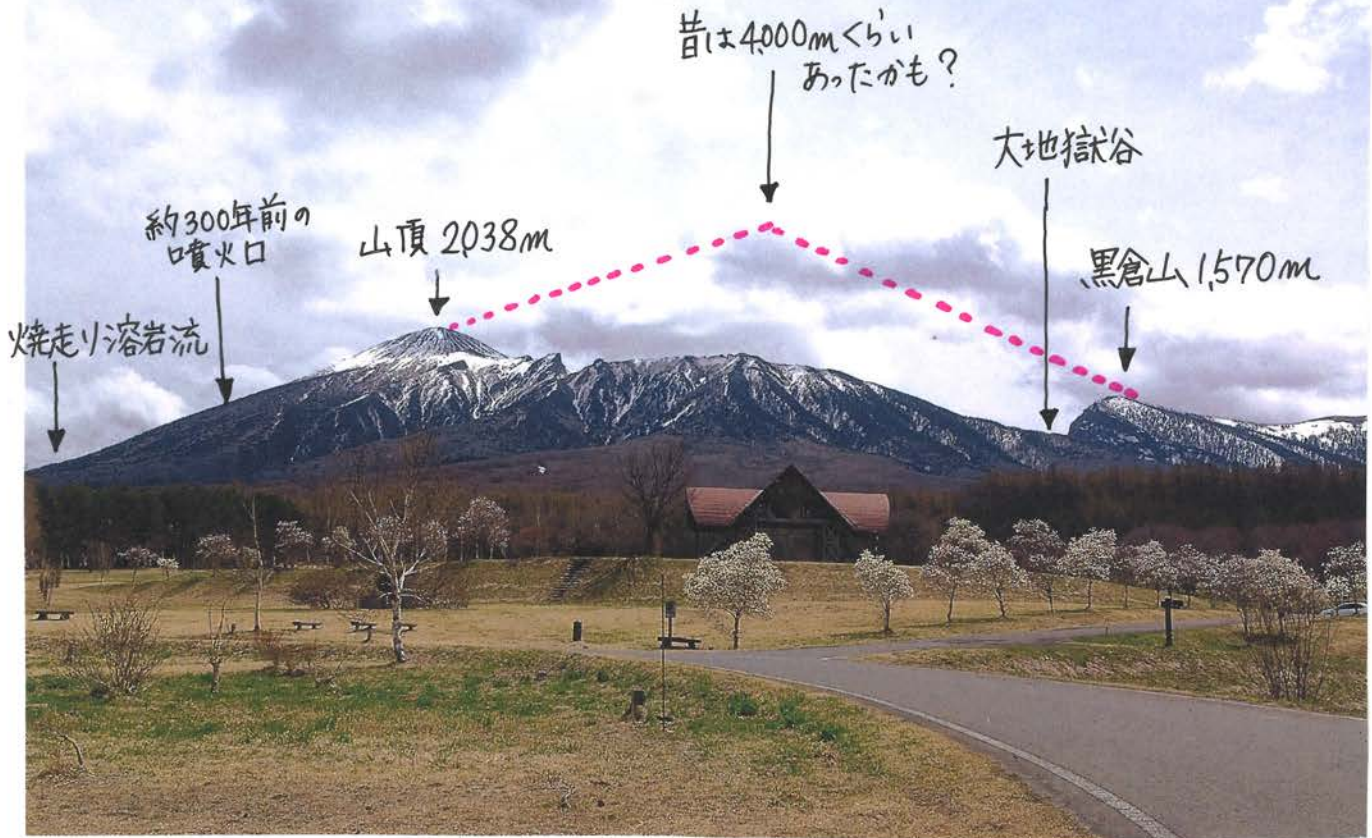 昔は4,000mくらい
あったかも?
大地獄谷
約300年前の
噴火口
山頂 2,038m
黒倉山 1,570m
焼走り溶岩流